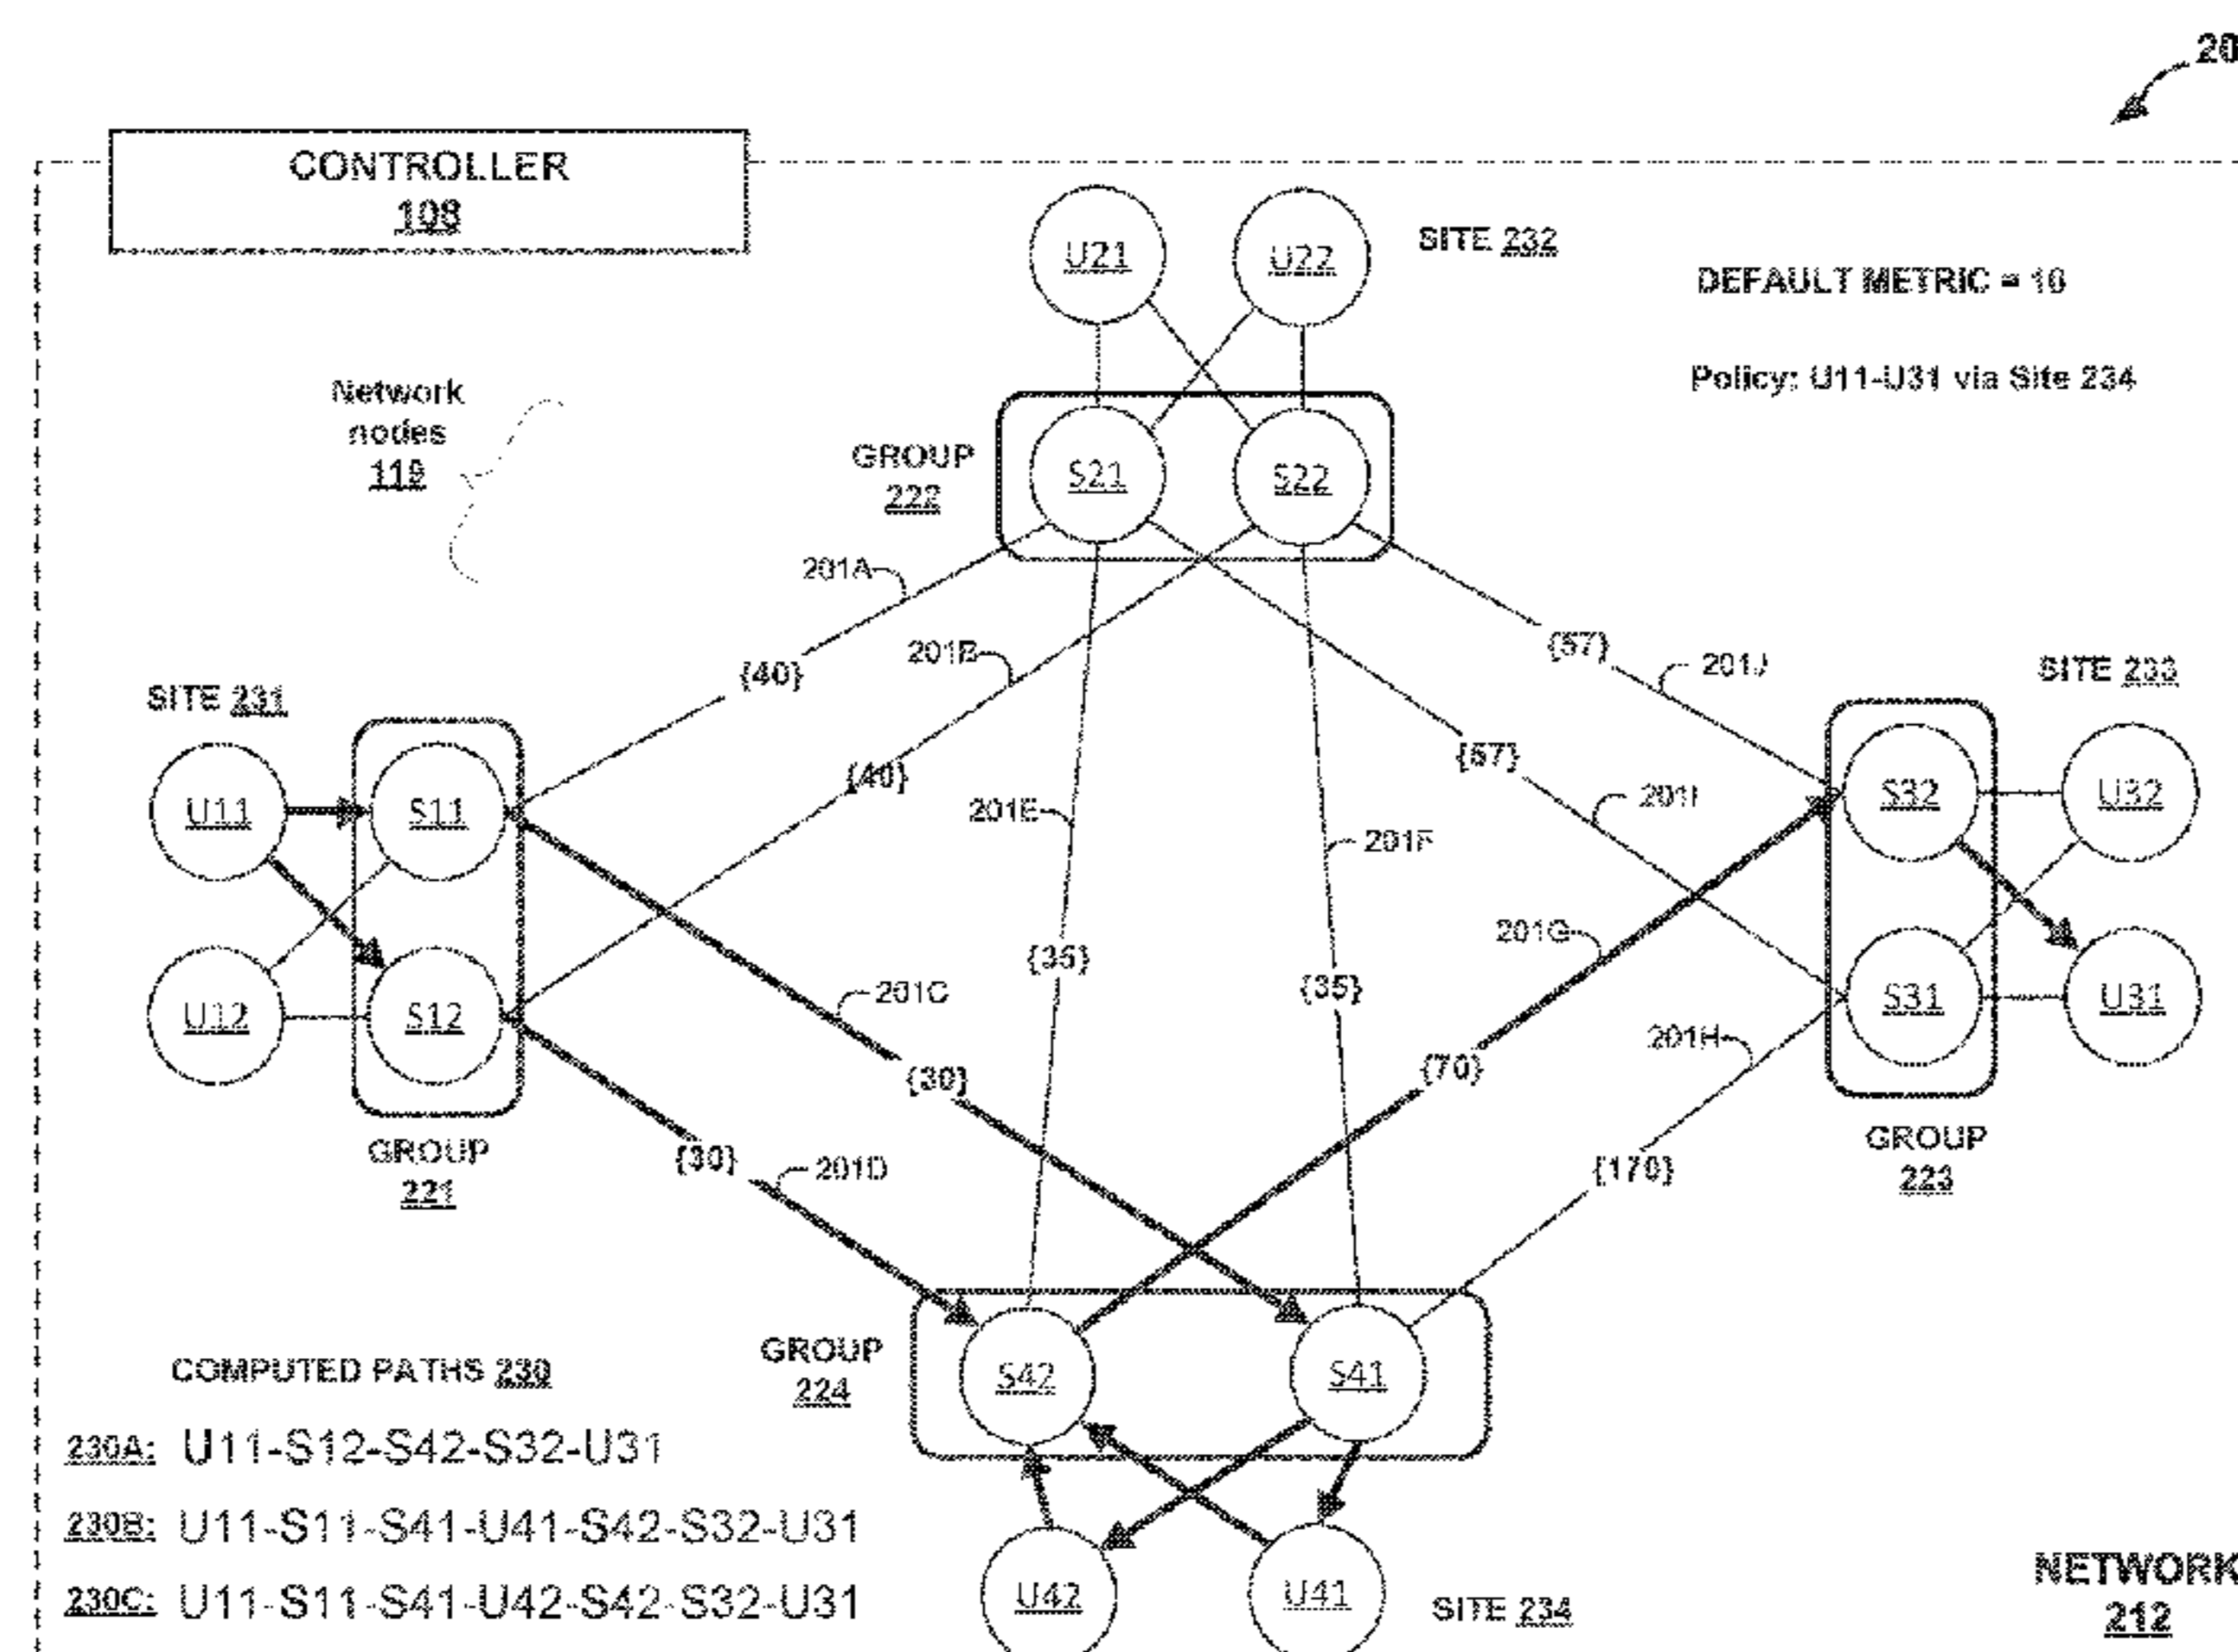 20
CONTROLLER
108
U21
U22
SITE 232
DEFAULT METRIC = 10
Policy: U11-U31 via Site 234
Network
nodes
119
GROUP
222
S21
S22
201A
201B
{40}
{40}
{57}
201J
SITE 231
SITE 233
U11
S11
{57}
S32
U32
201E
201F
201I
201G
U12
S12
201C
{35}
{35}
S31
U31
201H
{30}
{70}
GROUP
221
{30}
201D
{170}
GROUP
223
GROUP
224
S42
S41
COMPUTED PATHS 230
230A: U11-S12-S42-S32-U31
230B: U11-S11-S41-U41-S42-S32-U31
230C: U11-S11-S41-U42-S42-S32-U31
U42
U41
SITE 234
NETWORK
212